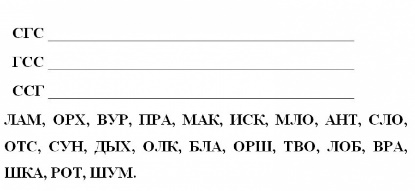 СГС ________________________________________
ГСС ________________________________________
ССГ ________________________________________
ЛАМ, ОРХ, ВУР, ПРА, МАК, ИСК, МЛО, АНТ, СЛО,
ОТС, СУН, ДЫХ, ОЛК, БЛА, ОРШ, ТВО, ЛОБ, ВРА,
ШКА, РОТ, ШУМ.